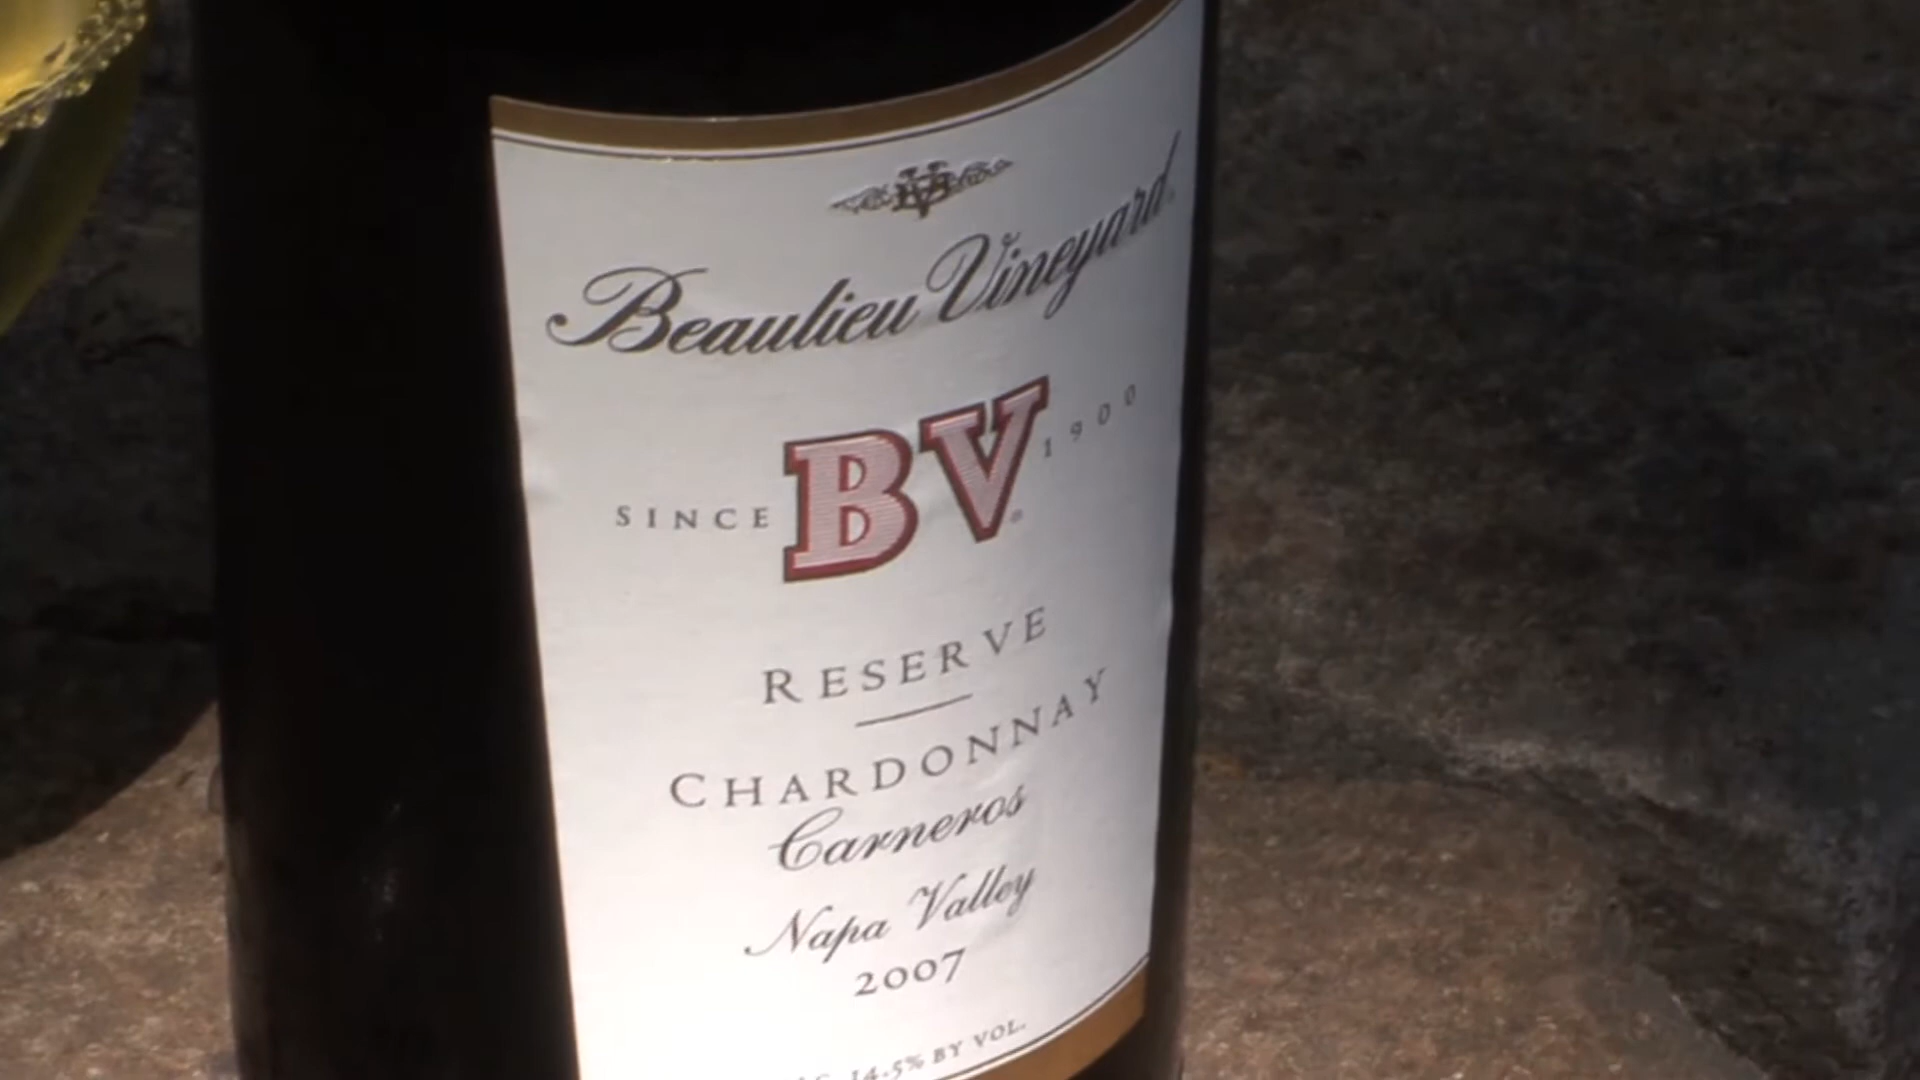 Beaulieu Vineyard
SINCE BV 1900
RESERVE
CHARDONNAY
Carneros
Napa Valley
2007
14.5% BY VOL.